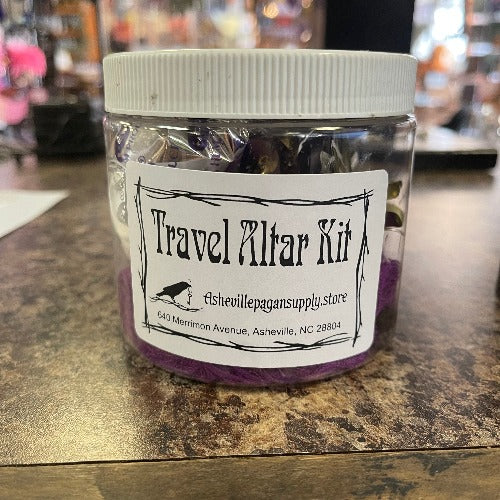 Travel Altar Kit
Ashevillepagansupply.store
640 Merrimon Avenue, Asheville, NC 28804